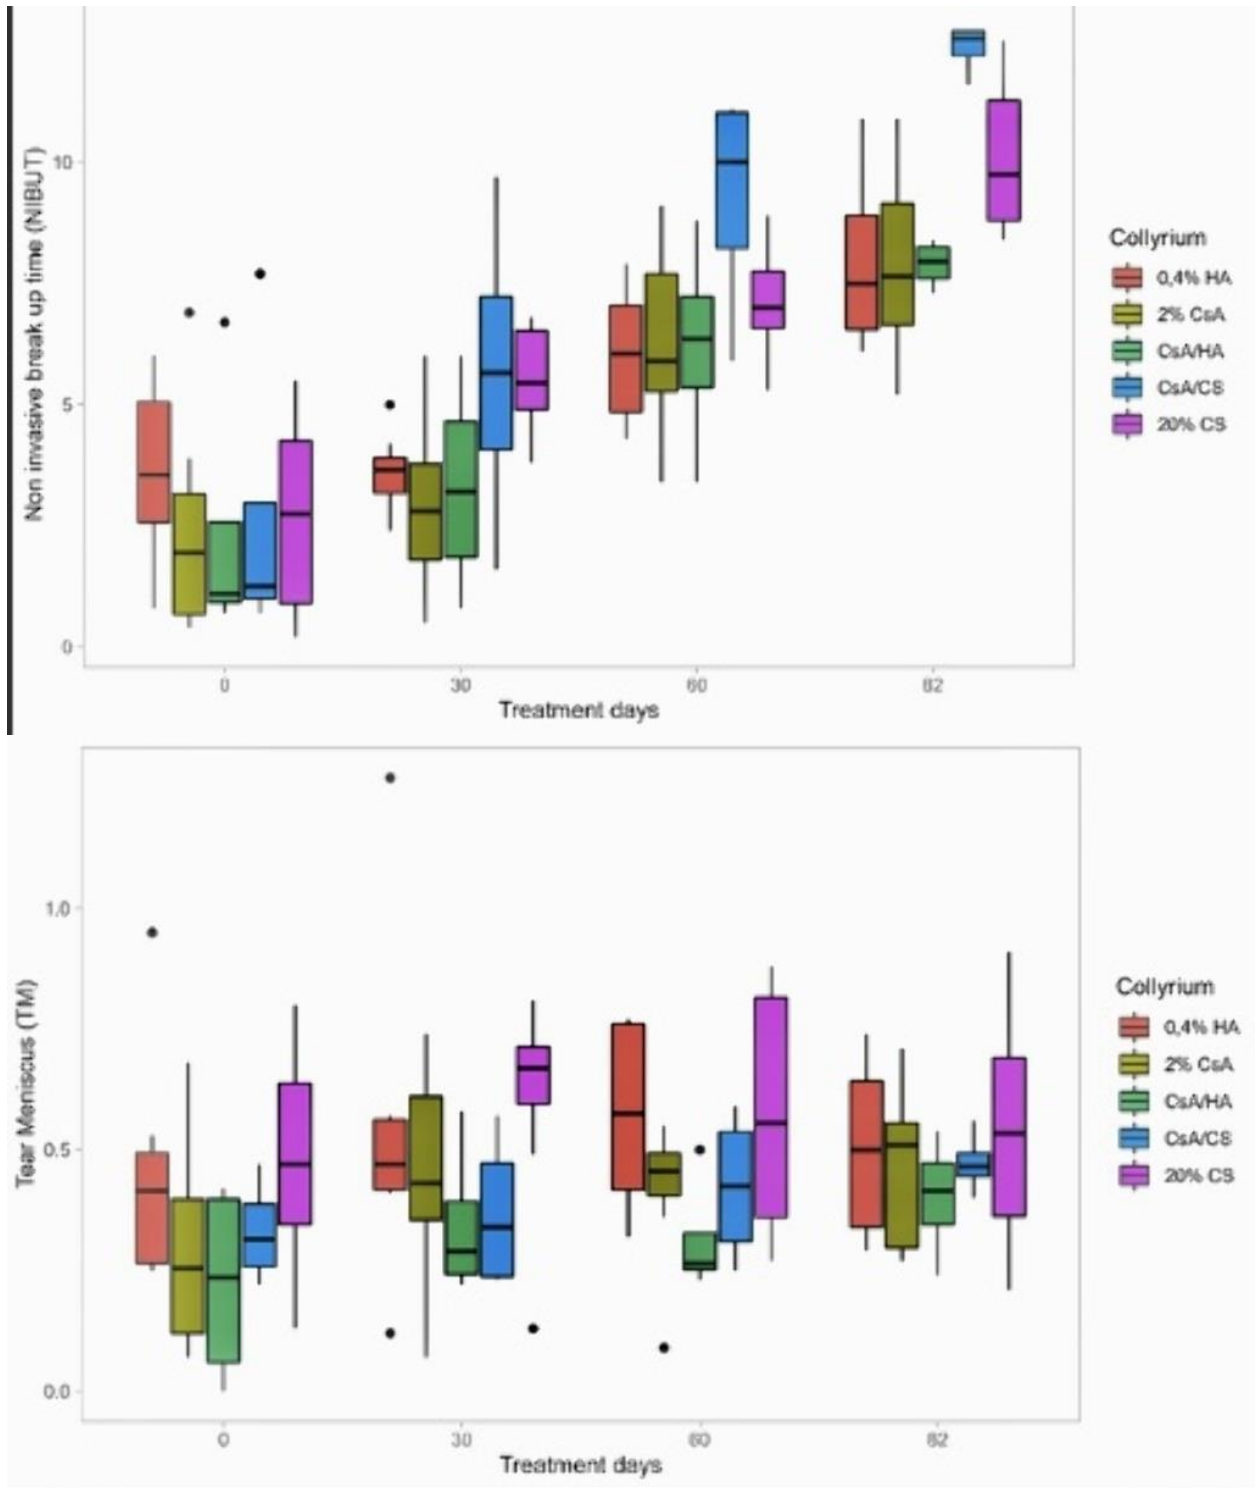 Non invasive break up time (NIBUT)
10
5
0
0
30
60
82
Treatment days
Collyrium
0,4% HA
2% CsA
CsA/HA
CsA/CS
20% CS
Tear Meniscus (TM)
1.0
0.5
0.0
0
30
60
82
Treatment days
Collyrium
0,4% HA
2% CsA
CsA/HA
CsA/CS
20% CS